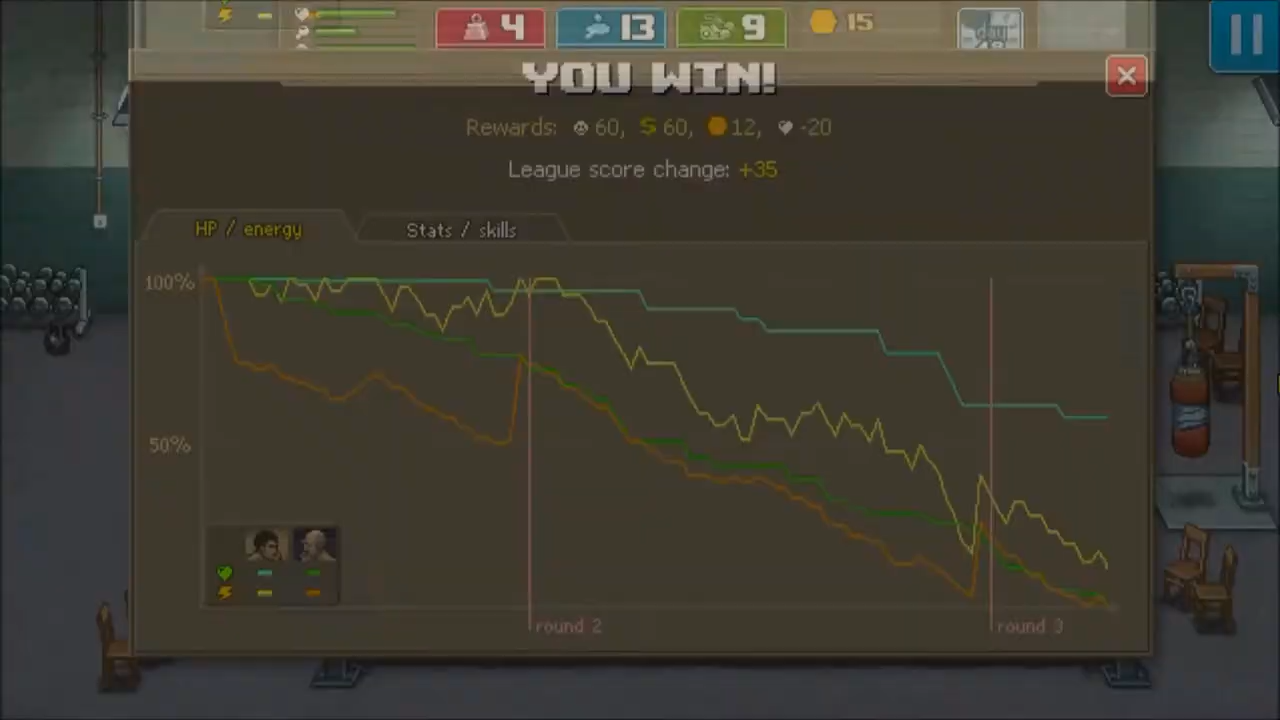 4 13 9 15
day
YOU WIN!
Rewards: 60, $ 60, 12, -20
League score change: +35
HP / energy
Stats / skills
100%
50%
round 2
round 3